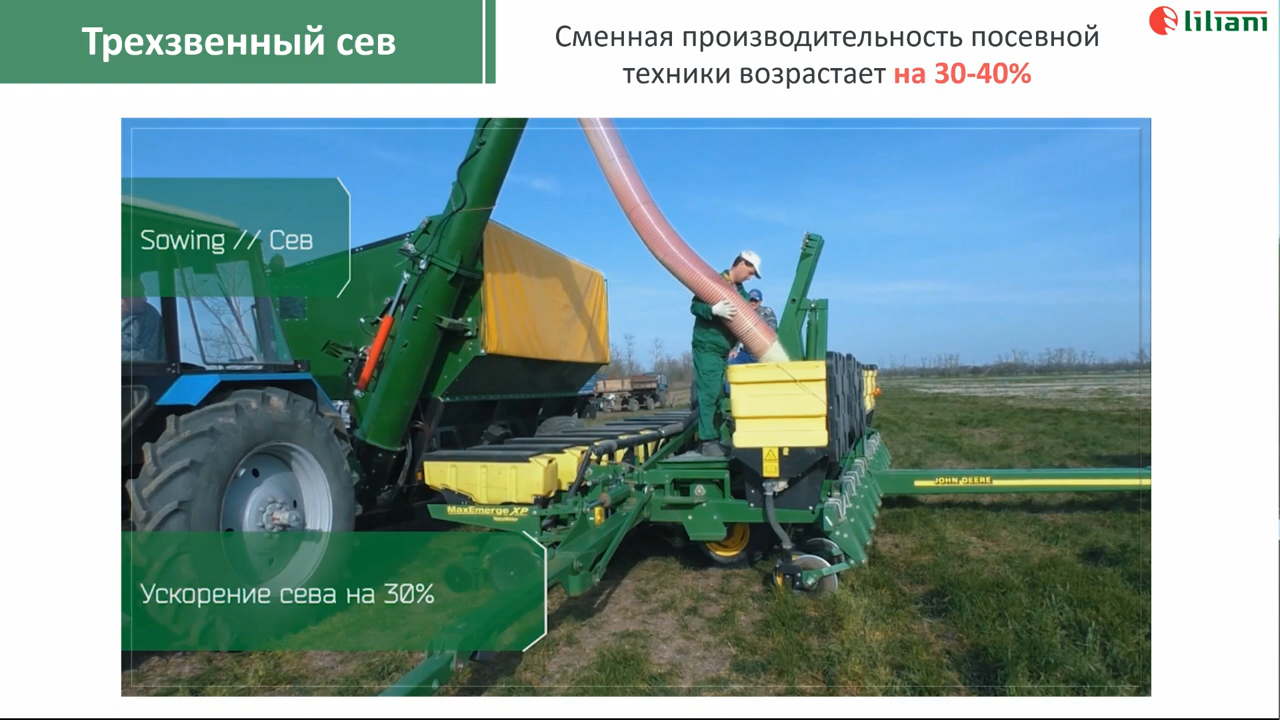 Трехзвенный сев
Сменная производительность посевной
техники возрастает на 30-40%
liliani
Sowing // Сев
JOHN DEERE
MaxEmerge XP
Ускорение сева на 30%